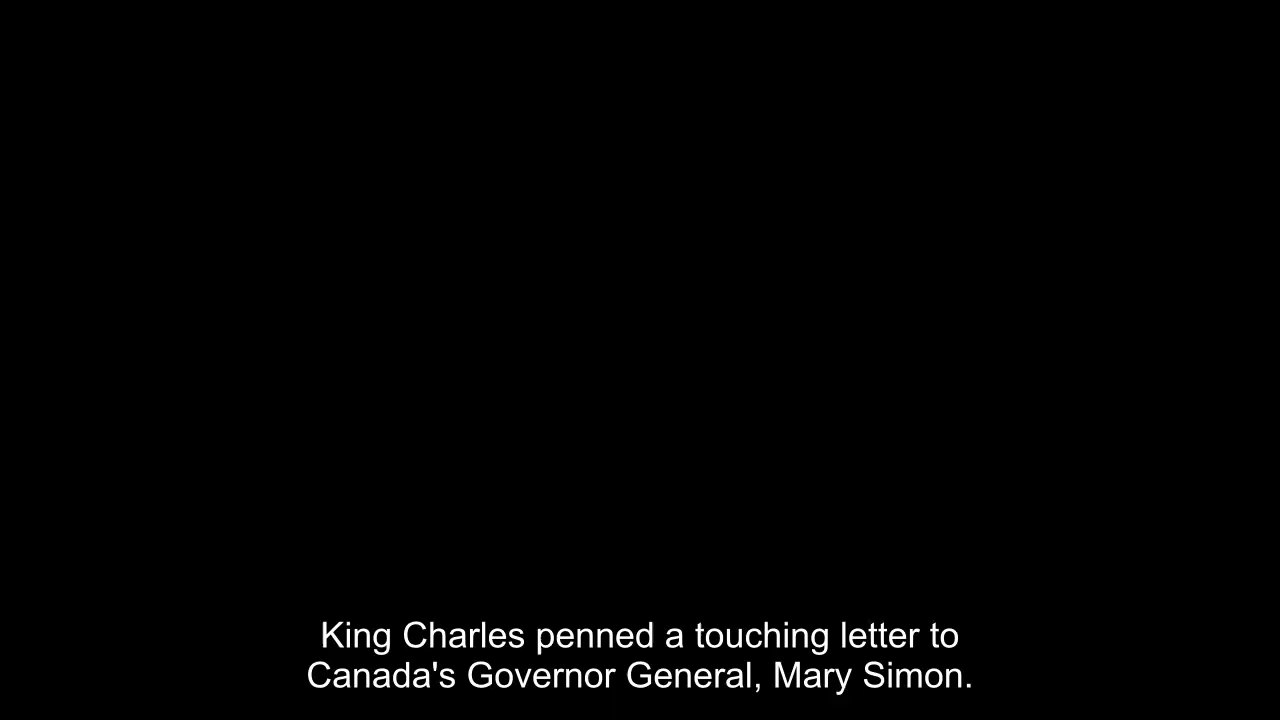 King Charles penned a touching letter to
Canada's Governor General, Mary Simon.